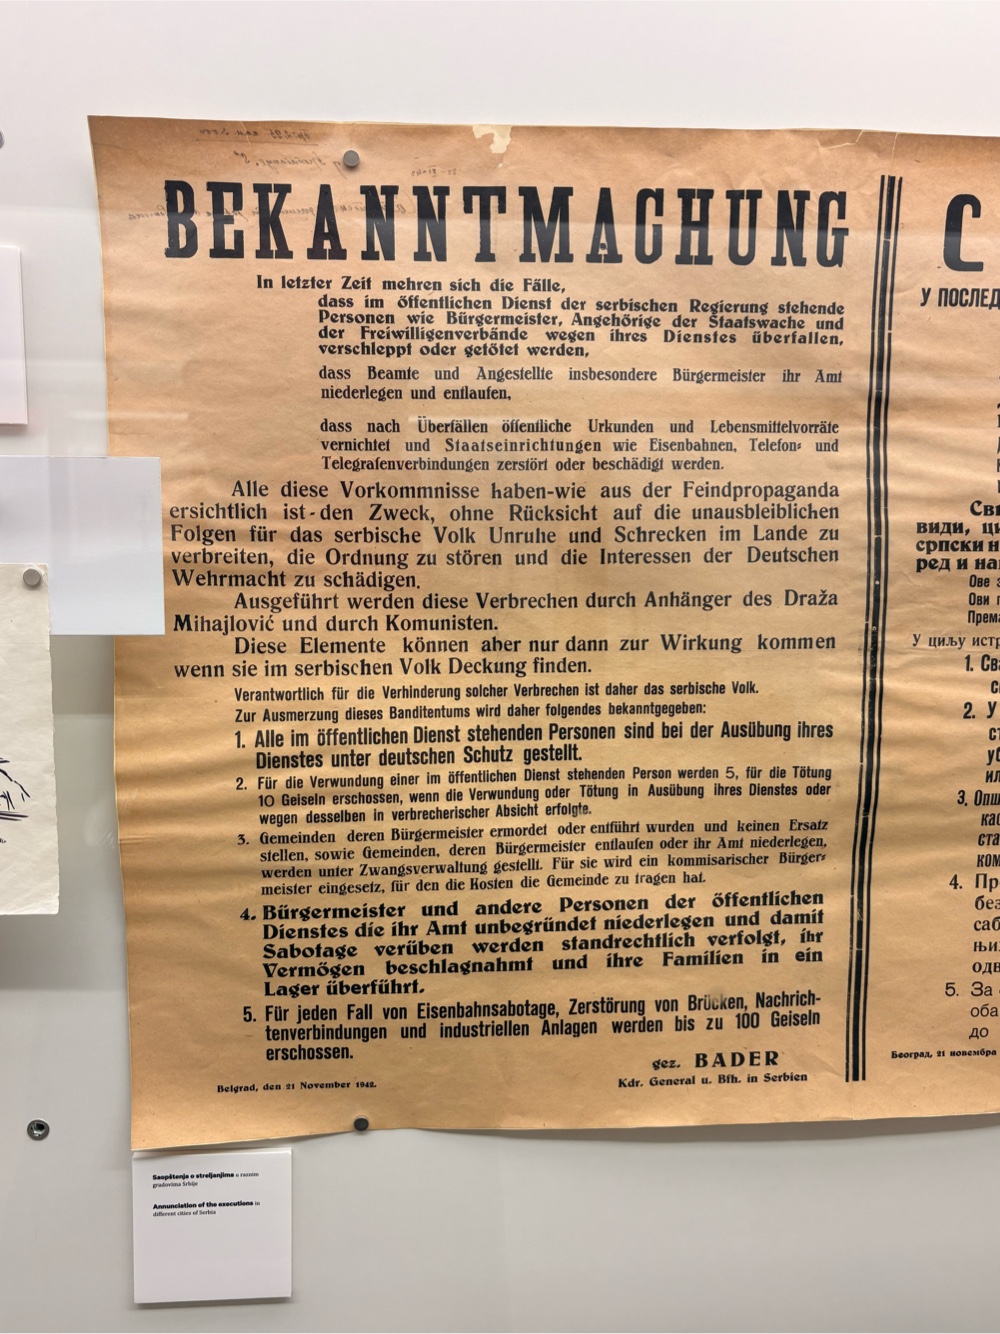 BEKANNTMACHUNG
In letzter Zeit mehren sich die Fälle,
dass im öffentlichen Dienst der serbischen Regierung stehende
Personen wie Bürgermeister, Angehörige der Staatswache und
der Freiwilligenverbände wegen ihres Dienstes überfallen,
verschleppt oder getötet werden,
dass Beamte und Angestellte insbesondere Bürgermeister ihr Amt
niederlegen und entlaufen,
dass nach Überfällen öffentliche Urkunden und Lebensmittelvorräte
vernichtet und Staatseinrichtungen wie Eisenbahnen, Telefon- und
Telegrafenverbindungen zerstört oder beschädigt werden.
Alle diese Vorkommnisse haben-wie aus der Feindpropaganda
ersichtlich ist-den Zweck, ohne Rücksicht auf die unausbleiblichen
Folgen für das serbische Volk Unruhe und Schrecken im Lande zu
verbreiten, die Ordnung zu stören und die Interessen der Deutschen
Wehrmacht zu schädigen.
Ausgeführt werden diese Verbrechen durch Anhänger des Draža
Mihajlović und durch Komunisten.
Diese Elemente können aber nur dann zur Wirkung kommen
wenn sie im serbischen Volk Deckung finden.
Verantwortlich für die Verhinderung solcher Verbrechen ist daher das serbische Volk.
Zur Ausmerzung dieses Banditentums wird daher folgendes bekanntgegeben:
1. Alle im öffentlichen Dienst stehenden Personen sind bei der Ausübung ihres
Dienstes unter deutschen Schutz gestellt.
2. Für die Verwundung einer im öffentlichen Dienst stehenden Person werden 5, für die Tötung
10 Geiseln erschossen, wenn die Verwundung oder Tötung in Ausübung ihres Dienstes oder
wegen desselben in verbrecherischer Absicht erfolgte.
3. Gemeinden deren Bürgermeister ermordet oder entführt wurden und keinen Ersatz
stellen, sowie Gemeinden, deren Bürgermeister entlaufen oder ihr Amt niederlegen,
werden unter Zwangsverwaltung gestellt. Für sie wird ein kommisarischer Bürger-
meister eingesetz, für den die Kosten die Gemeinde zu tragen hat.
4. Bürgermeister und andere Personen der öffentlichen
Dienstes die ihr Amt unbegründet niederlegen und damit
Sabotage verüben werden standrechtlich verfolgt, ihr
Vermögen beschlagnahmt und ihre Familien in ein
Lager überführt.
5. Für jeden Fall von Eisenbahnsabotage, Zerstörung von Brücken, Nachrich-
tenverbindungen und industriellen Anlagen werden bis zu 100 Geiseln
erschossen.
gez. BADER
Kdr. General u. Bfh. in Serbien
Belgrad, den 21 November 1942.
С
У ПОСЛЕД
види, ци
српски н
ред и на
Ове
Ови
Према
У циљу истр
1. Сва
2. У
3. Опш
4. Пр
без
саб
одв
5. За
оба
до
Београд, 21 новембра
Saopštenja o streljanjima u raznim
gradovima Srbije
Annunciation of the executions in
different cities of Serbia